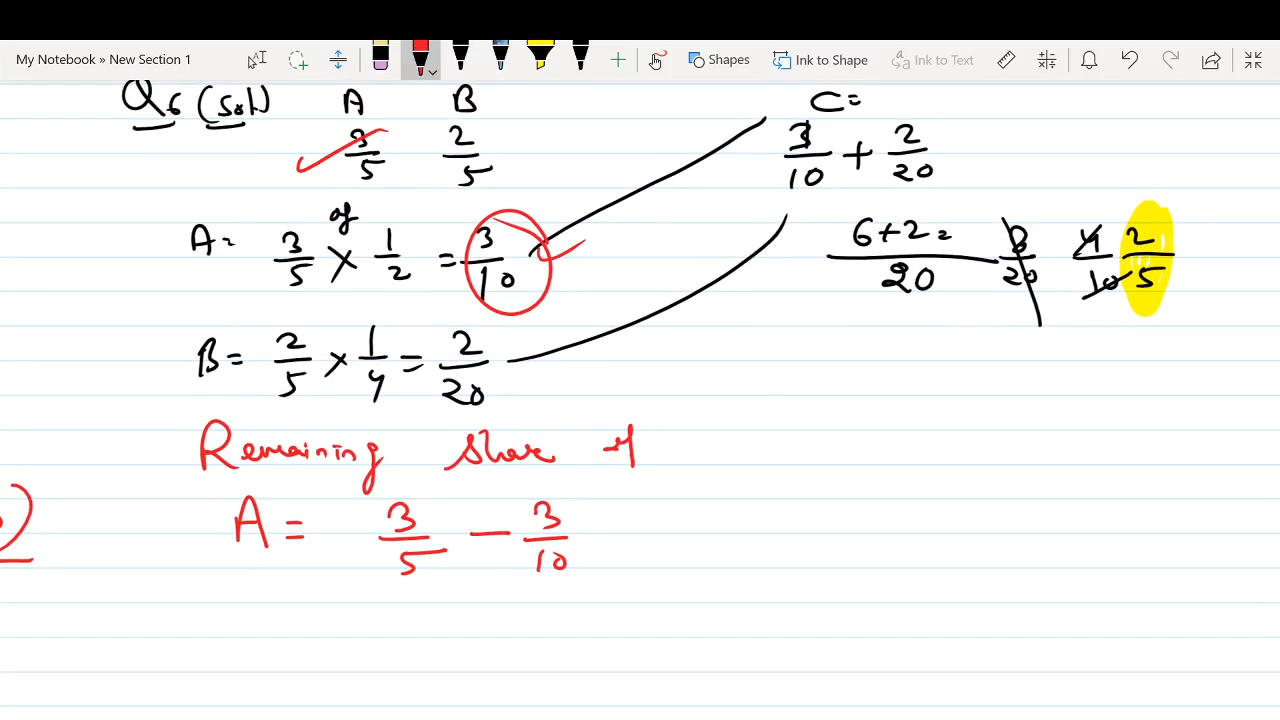 My Notebook » New Section 1
Shapes
Ink to Shape
Ink to Text
Q6 (Sol) A B
3/5 2/5
C=
3/10 + 2/20
A= 3/5 of × 1/2 = 3/10
6+2/20 = 8/20 4/10 2/5
B= 2/5 × 1/4 = 2/20
Remaining share of
A= 3/5 - 3/10